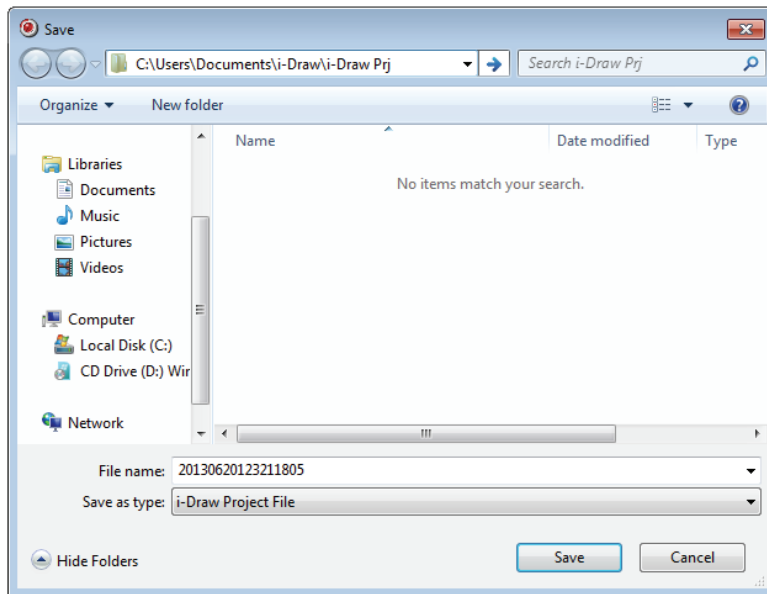 Save
C:\Users\Documents\i-Draw\i-Draw Prj
Search i-Draw Prj
Organize
New folder
Name
Date modified
Type
Libraries
Documents
Music
Pictures
Videos
Computer
Local Disk (C:)
CD Drive (D:) Wir
Network
No items match your search.
File name: 20130620123211805
Save as type: i-Draw Project File
Hide Folders
Save
Cancel